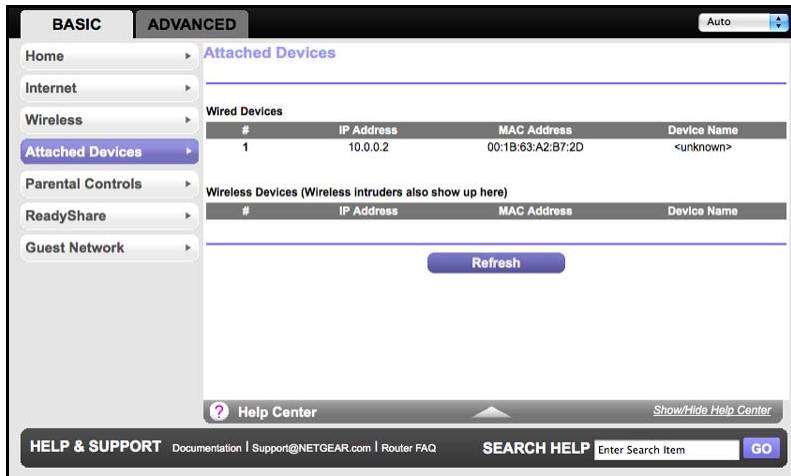 BASIC ADVANCED Auto
Home
Internet
Wireless
Attached Devices
Parental Controls
ReadyShare
Guest Network
Attached Devices
Wired Devices
# IP Address MAC Address Device Name
1 10.0.0.2 00:1B:63:A2:B7:2D <unknown>
Wireless Devices (Wireless intruders also show up here)
# IP Address MAC Address Device Name
Refresh
? Help Center Show/Hide Help Center
HELP & SUPPORT Documentation | Support@NETGEAR.com | Router FAQ SEARCH HELP Enter Search Item GO